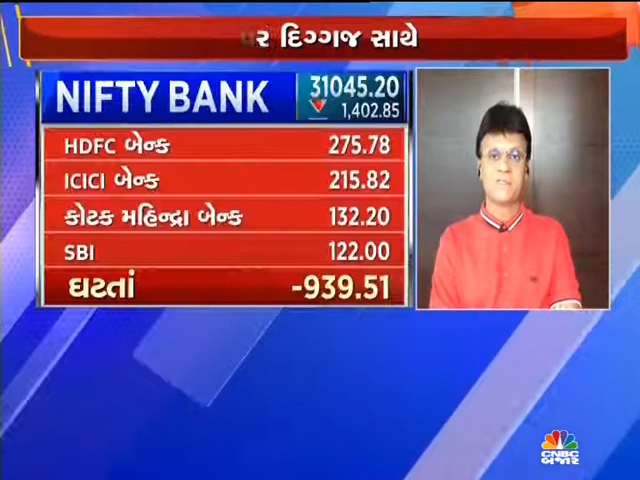 પર દિગ્ગજ સાથે
NIFTY BANK
31045.20
1,402.85
HDFC બેન્ક 275.78
ICICI બેન્ક 215.82
કોટક મહિન્દ્રા બેન્ક 132.20
SBI 122.00
ઘટતાં -939.51
CNBC
બજાર